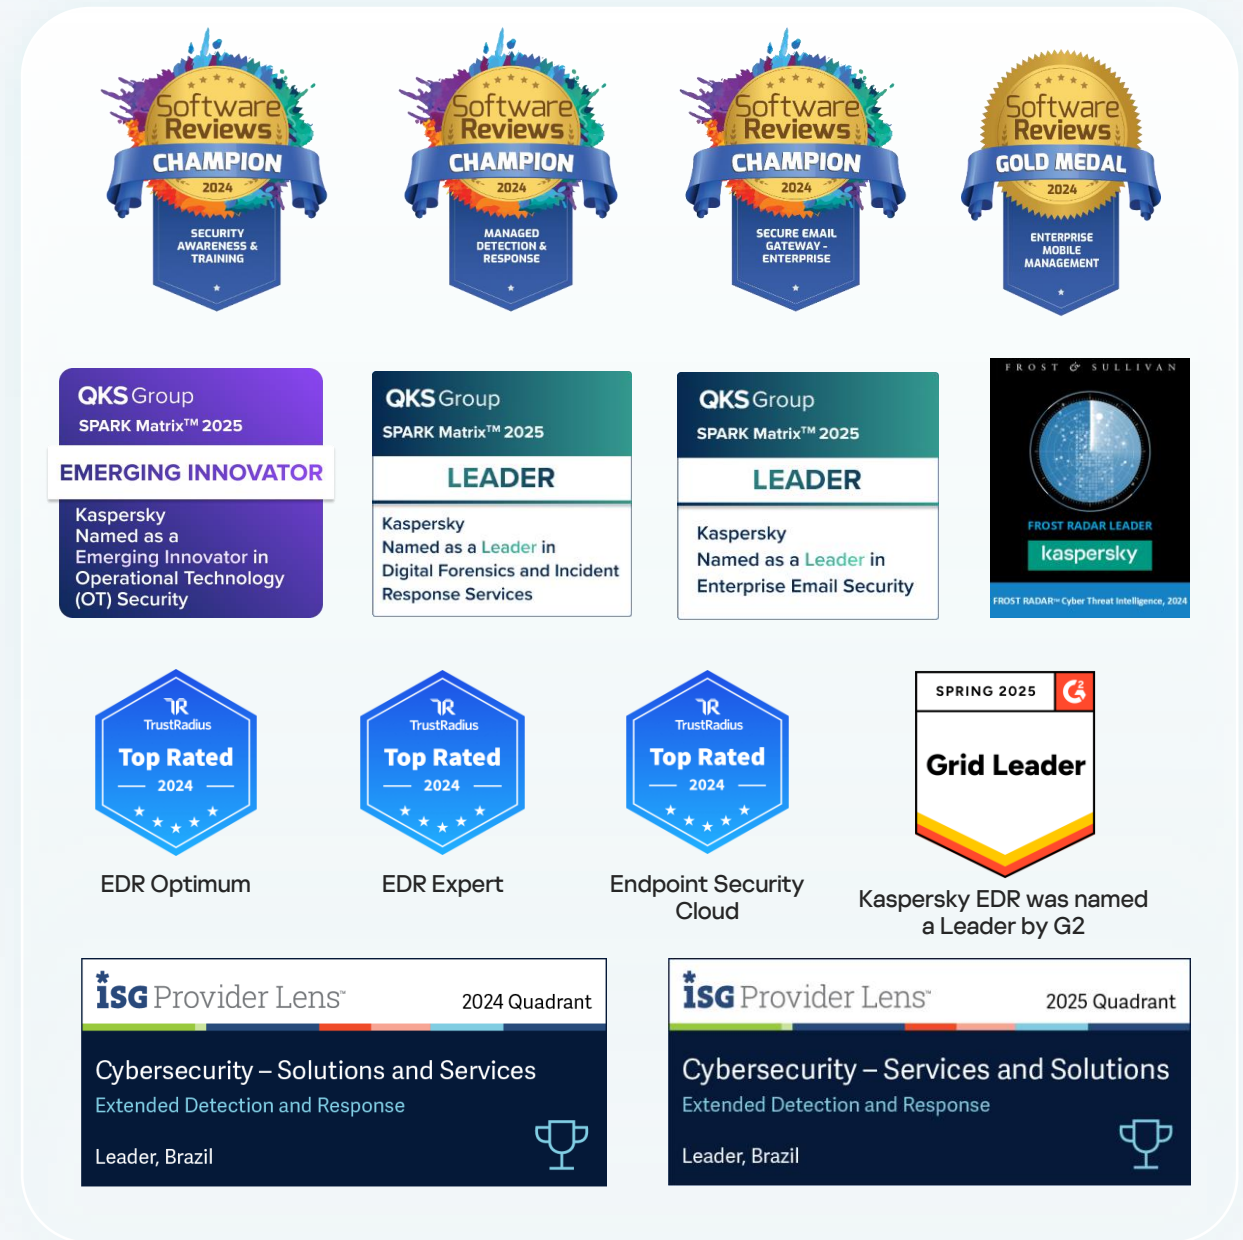 Software
Reviews
CHAMPION
2024
SECURITY
AWARENESS &
TRAINING
Software
Reviews
CHAMPION
2024
MANAGED
DETECTION &
RESPONSE
Software
Reviews
CHAMPION
2024
SECURE EMAIL
GATEWAY -
ENTERPRISE
Software
Reviews
GOLD MEDAL
2024
ENTERPRISE
MOBILE
MANAGEMENT
QKS Group
SPARK Matrix™ 2025
EMERGING INNOVATOR
Kaspersky
Named as a
Emerging Innovator in
Operational Technology
(OT) Security
QKS Group
SPARK Matrix™ 2025
LEADER
Kaspersky
Named as a Leader in
Digital Forensics and Incident
Response Services
QKS Group
SPARK Matrix™ 2025
LEADER
Kaspersky
Named as a Leader in
Enterprise Email Security
FROST & SULLIVAN
FROST RADAR LEADER
kaspersky
FROST RADAR™ Cyber Threat Intelligence, 2024
TR
TrustRadius
Top Rated
2024
EDR Optimum
TR
TrustRadius
Top Rated
2024
EDR Expert
TR
TrustRadius
Top Rated
2024
Endpoint Security
Cloud
SPRING 2025
G2
Grid Leader
Kaspersky EDR was named
a Leader by G2
ISG Provider Lens™
2024 Quadrant
Cybersecurity – Solutions and Services
Extended Detection and Response
Leader, Brazil
ISG Provider Lens™
2025 Quadrant
Cybersecurity – Services and Solutions
Extended Detection and Response
Leader, Brazil